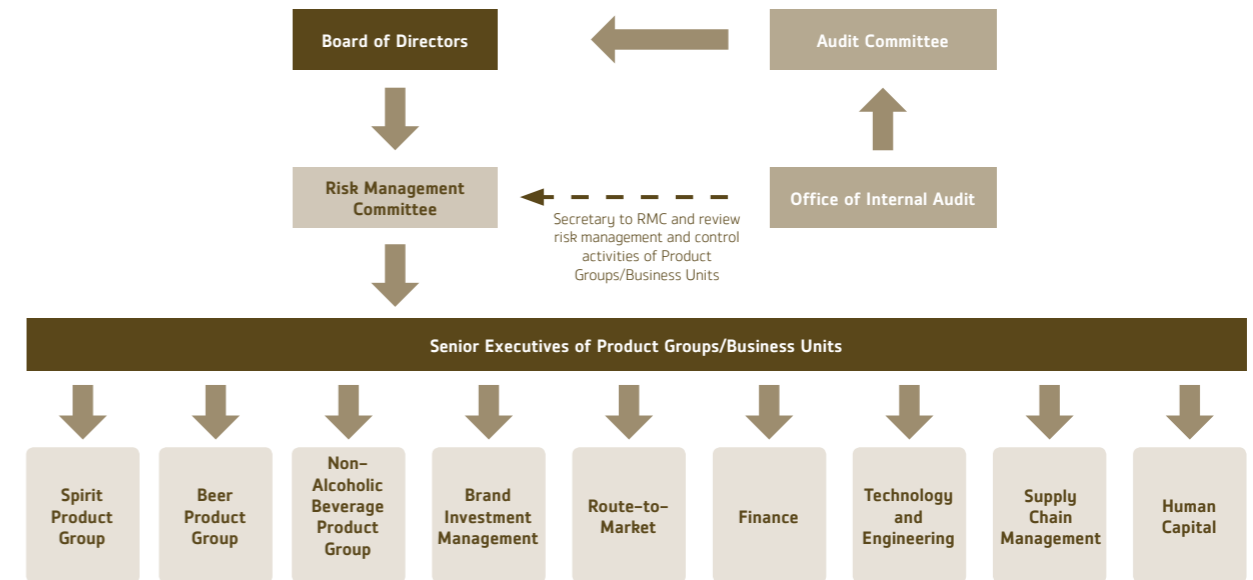 Board of Directors
Audit Committee
Risk Management
Committee
Office of Internal Audit
Secretary to RMC and review
risk management and control
activities of Product
Groups/Business Units
Senior Executives of Product Groups/Business Units
Spirit
Product
Group
Beer
Product
Group
Non–
Alcoholic
Beverage
Product
Group
Brand
Investment
Management
Route–to–
Market
Finance
Technology
and
Engineering
Supply
Chain
Management
Human
Capital